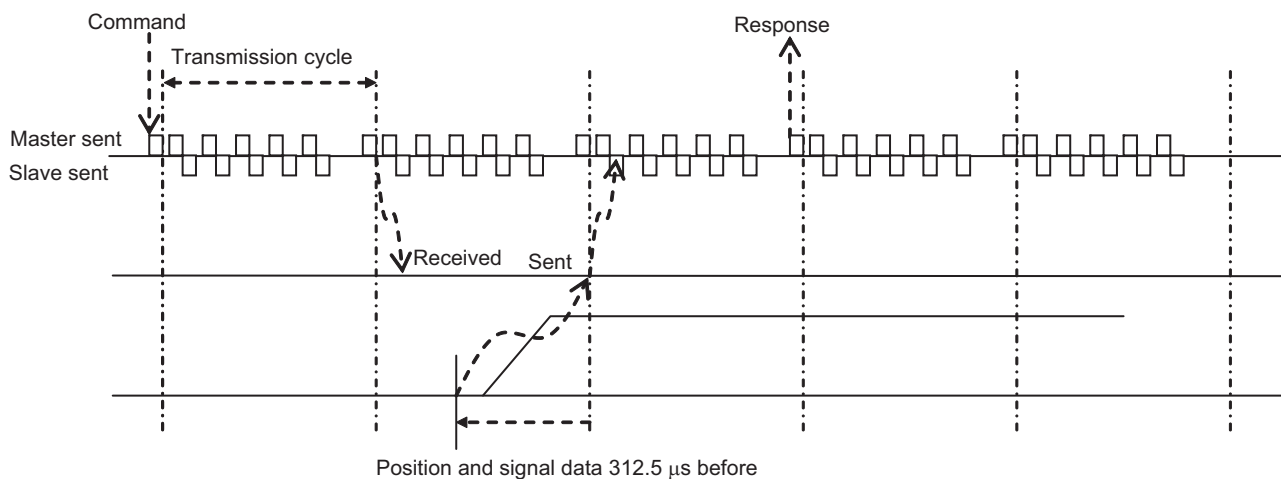 Command
Response
Transmission cycle
Master sent
Slave sent
Received
Sent
Position and signal data 312.5 μs before